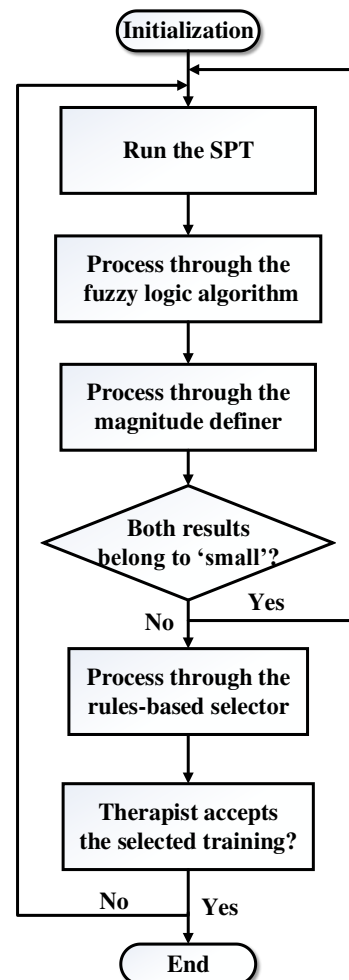 Initialization
Run the SPT
Process through the
fuzzy logic algorithm
Process through the
magnitude definer
Both results
belong to ‘small’?
Yes
No
Process through the
rules-based selector
Therapist accepts
the selected training?
No
Yes
End